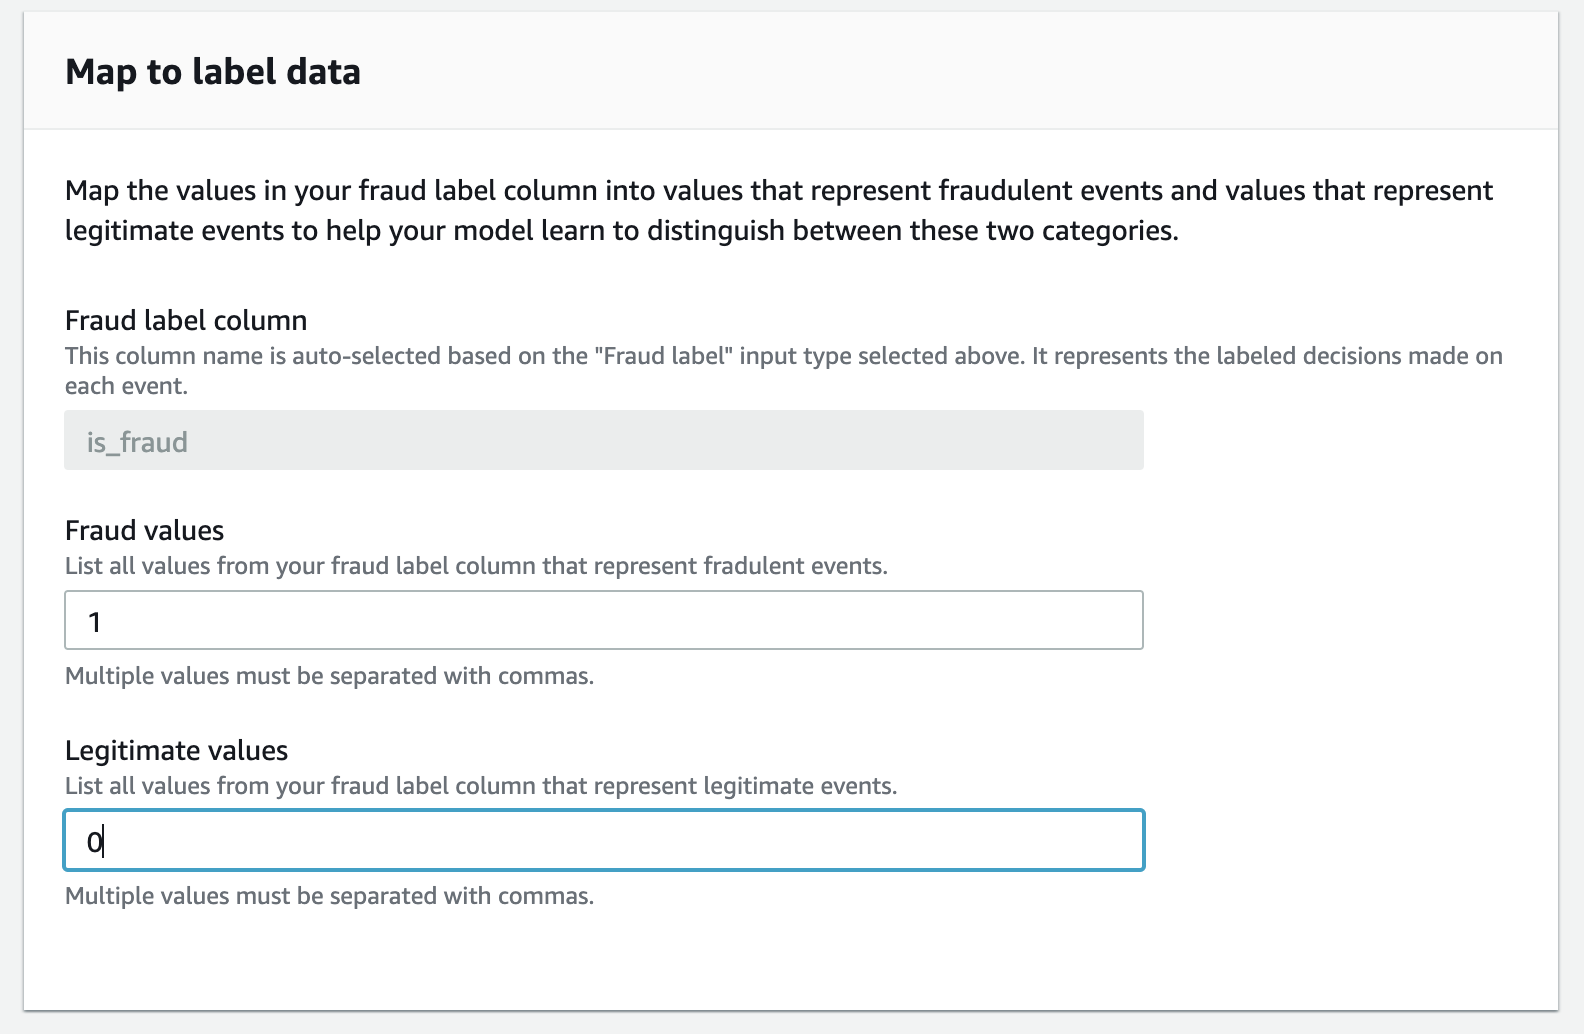 Map to label data
Map the values in your fraud label column into values that represent fraudulent events and values that represent
legitimate events to help your model learn to distinguish between these two categories.
Fraud label column
This column name is auto-selected based on the "Fraud label" input type selected above. It represents the labeled decisions made on
each event.
is_fraud
Fraud values
List all values from your fraud label column that represent fradulent events.
1
Multiple values must be separated with commas.
Legitimate values
List all values from your fraud label column that represent legitimate events.
0
Multiple values must be separated with commas.